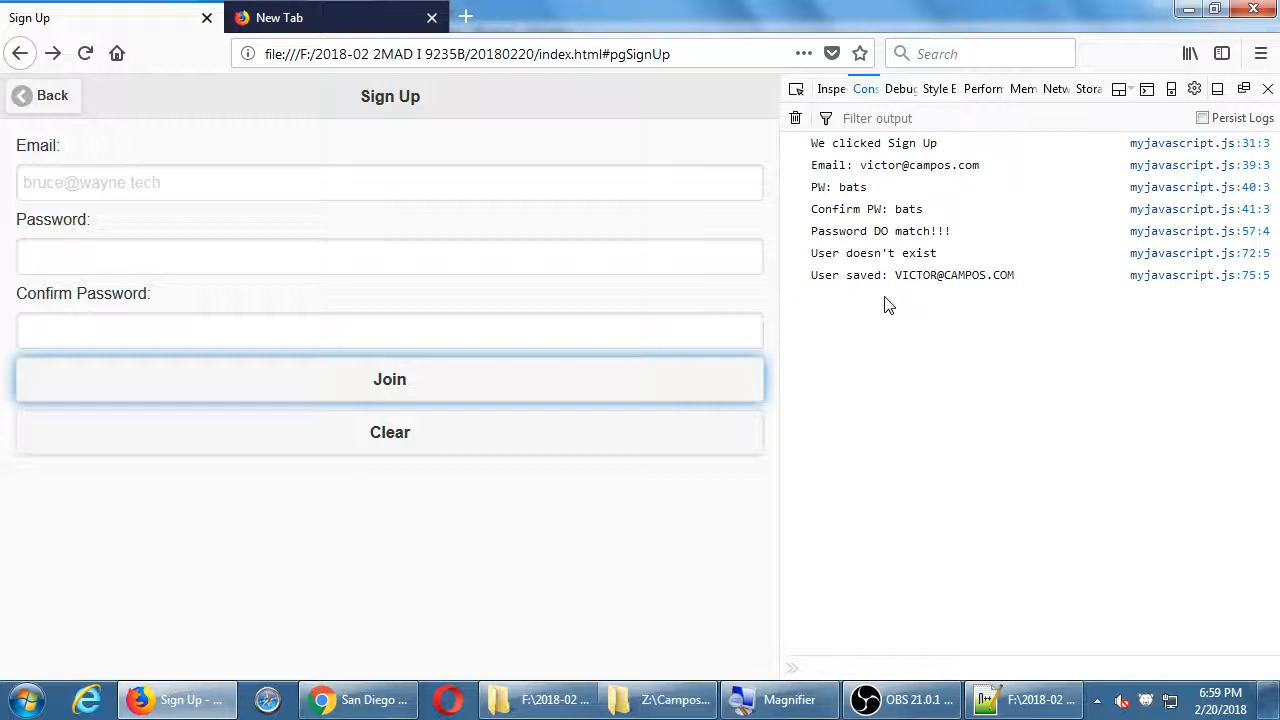 Sign Up
New Tab
file:///F:/2018-02 2MAD I 9235B/20180220/index.html#pgSignUp
Search
Back
Sign Up
Inspe Cons Debug Style E Perform Mem Netw Stora
Filter output
Persist Logs
Email:
bruce@wayne.tech
Password:
Confirm Password:
Join
Clear
We clicked Sign Up myjavascript.js:31:3
Email: victor@campos.com myjavascript.js:39:3
PW: bats myjavascript.js:40:3
Confirm PW: bats myjavascript.js:41:3
Password DO match!!! myjavascript.js:57:4
User doesn't exist myjavascript.js:72:5
User saved: VICTOR@CAMPOS.COM myjavascript.js:75:5
Sign Up - ...
San Diego ...
F:\2018-02 ...
Z:\Campos...
Magnifier
OBS 21.0.1 ...
F:\2018-02 ...
6:59 PM
2/20/2018